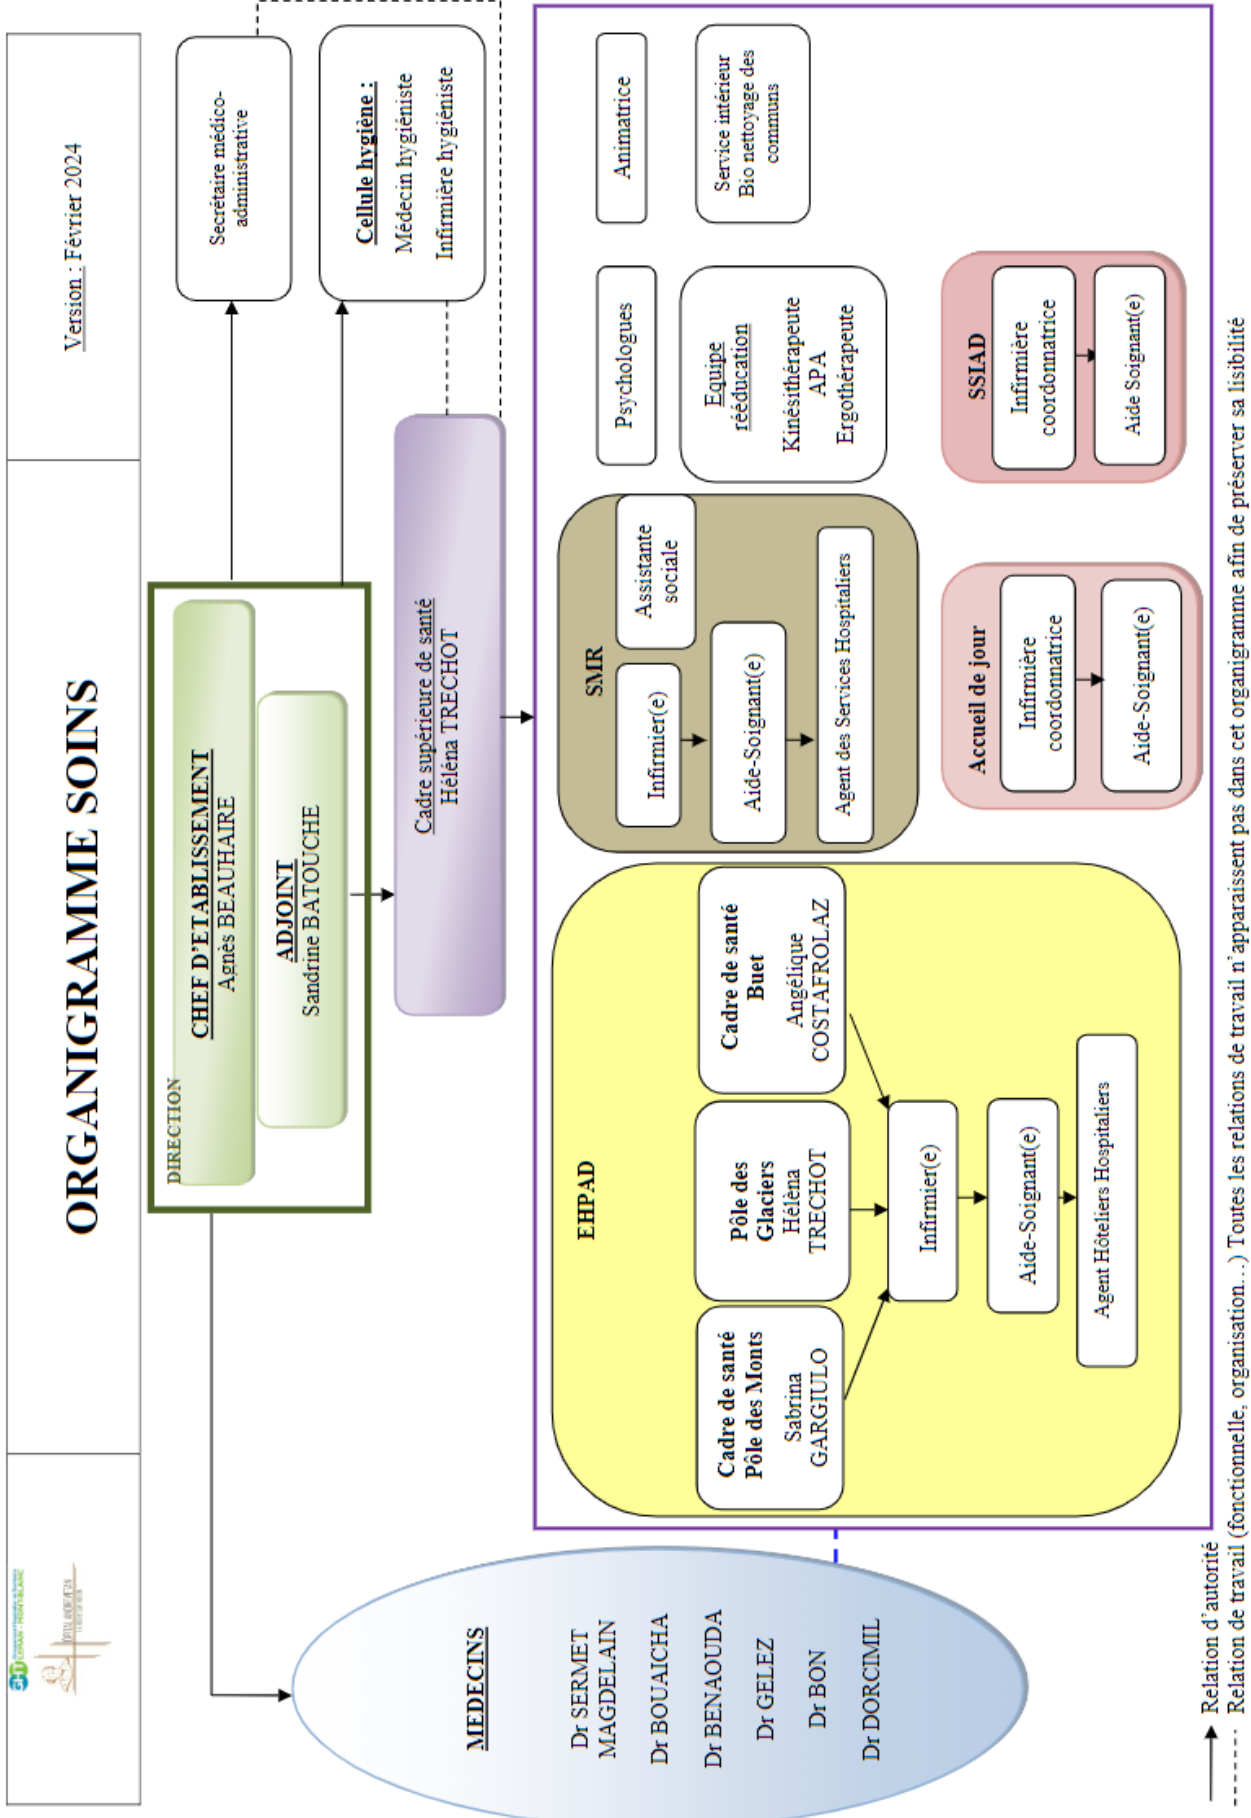 ORGANIGRAMME SOINS
Version : Février 2024
DIRECTION
CHEF D'ETABLISSEMENT
Agnès BEAUHAIRE
ADJOINT
Sandrine BATOUCHE
Secrétaire médico-
administrative
Cellule hygiène :
Médecin hygiéniste
Infirmière hygiéniste
Cadre supérieure de santé
Héléna TRECHOT
MEDECINS
Dr SERMET
MAGDELAIN
Dr BOUAICHA
Dr BENAOUDA
Dr GELEZ
Dr BON
Dr DORCIMIL
EHPAD
Cadre de santé
Pôle des Monts
Sabrina
GARGIULO
Pôle des
Glaciers
Hélèna
TRECHOT
Cadre de santé
Buet
Angélique
COSTAFROLAZ
Infirmier(e)
Aide-Soignant(e)
Agent Hôteliers Hospitaliers
SMR
Infirmier(e)
Assistante
sociale
Aide-Soignant(e)
Agent des Services Hospitaliers
Psychologues
Animatrice
Equipe
rééducation
Kinésithérapeute
APA
Ergothérapeute
Service intérieur
Bio nettoyage des
communs
Accueil de jour
Infirmière
coordonnatrice
Aide-Soignant(e)
SSIAD
Infirmière
coordonnatrice
Aide Soignant(e)
Relation d'autorité
Relation de travail (fonctionnelle, organisation…) Toutes les relations de travail n'apparaissent pas dans cet organigramme afin de préserver sa lisibilité